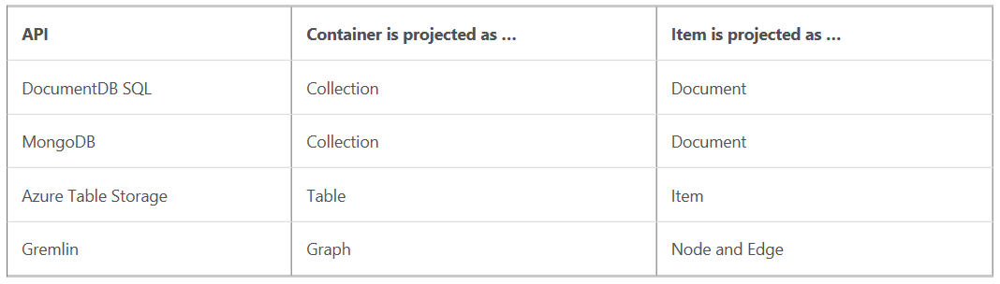 API Container is projected as ... Item is projected as ...
DocumentDB SQL Collection Document
MongoDB Collection Document
Azure Table Storage Table Item
Gremlin Graph Node and Edge